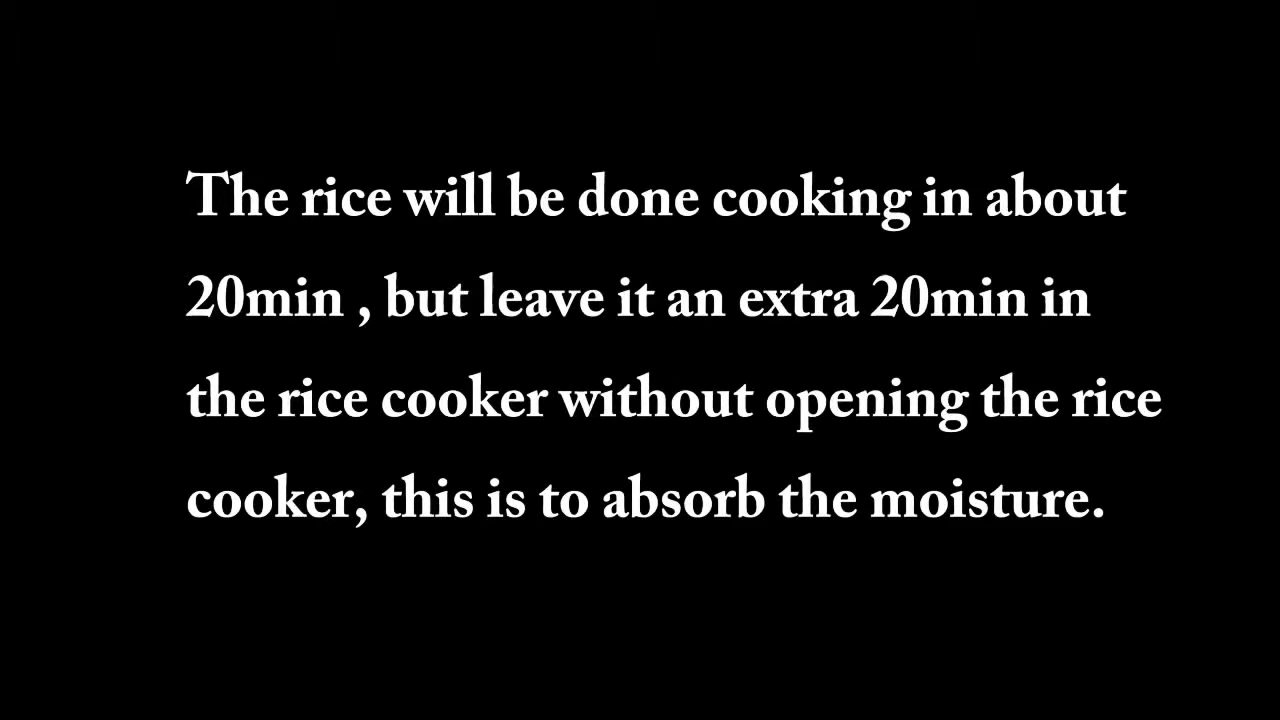 The rice will be done cooking in about
20min , but leave it an extra 20min in
the rice cooker without opening the rice
cooker, this is to absorb the moisture.